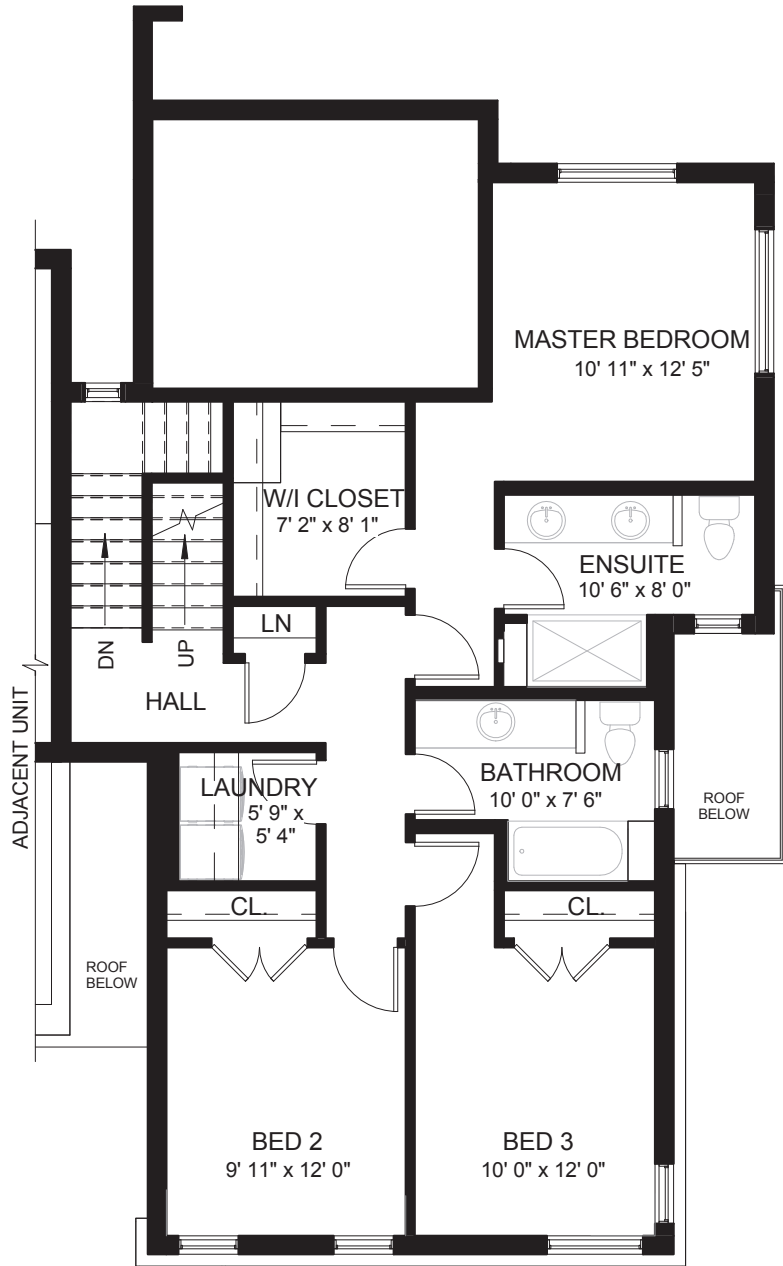 MASTER BEDROOM
10' 11" x 12' 5"
W/I CLOSET
7' 2" x 8' 1"
ENSUITE
10' 6" x 8' 0"
LN
DN
UP
HALL
ADJACENT UNIT
LAUNDRY
5' 9" x
5' 4"
BATHROOM
10' 0" x 7' 6"
ROOF
BELOW
CL.
CL.
ROOF
BELOW
BED 2
9' 11" x 12' 0"
BED 3
10' 0" x 12' 0"